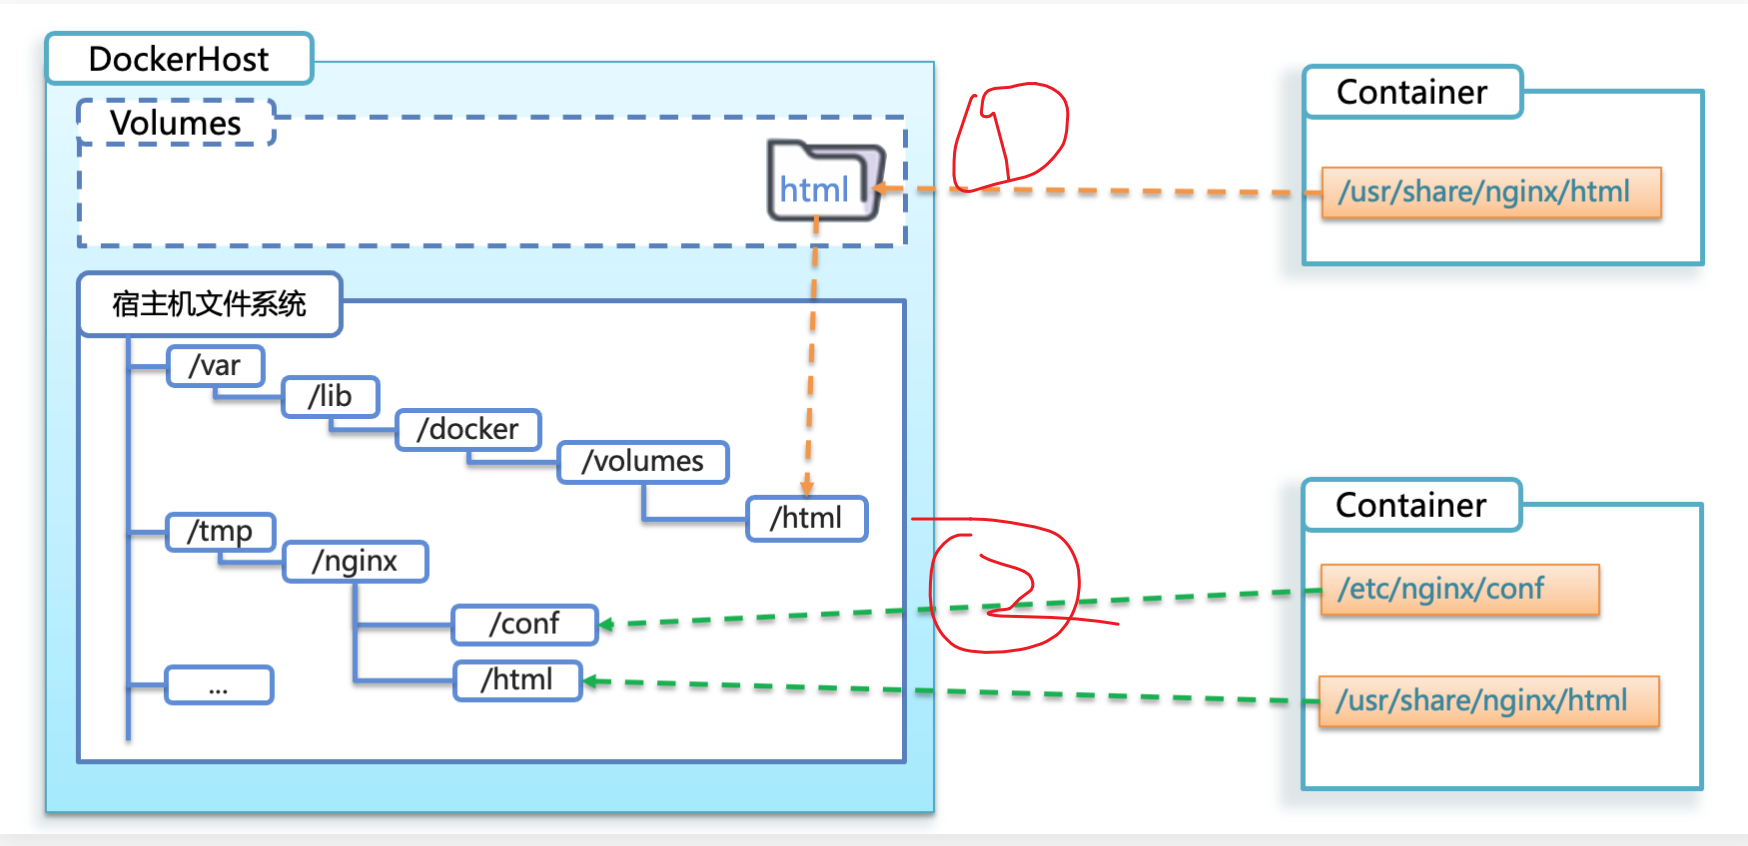 DockerHost
Volumes
html
1
Container
/usr/share/nginx/html
宿主机文件系统
/var
/lib
/docker
/volumes
/html
/tmp
/nginx
/conf
/html
...
2
Container
/etc/nginx/conf
/usr/share/nginx/html